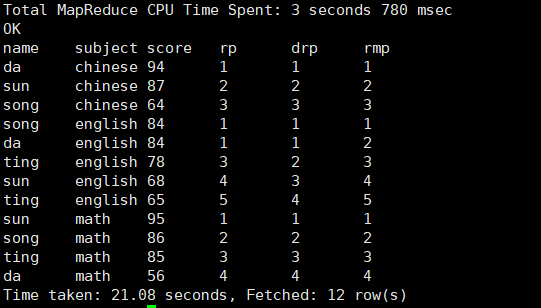 Total MapReduce CPU Time Spent: 3 seconds 780 msec
OK
name subject score rp drp rmp
da chinese 94 1 1 1
sun chinese 87 2 2 2
song chinese 64 3 3 3
song english 84 1 1 1
da english 84 1 1 2
ting english 78 3 2 3
sun english 68 4 3 4
ting english 65 5 4 5
sun math 95 1 1 1
song math 86 2 2 2
ting math 85 3 3 3
da math 56 4 4 4
Time taken: 21.08 seconds, Fetched: 12 row(s)